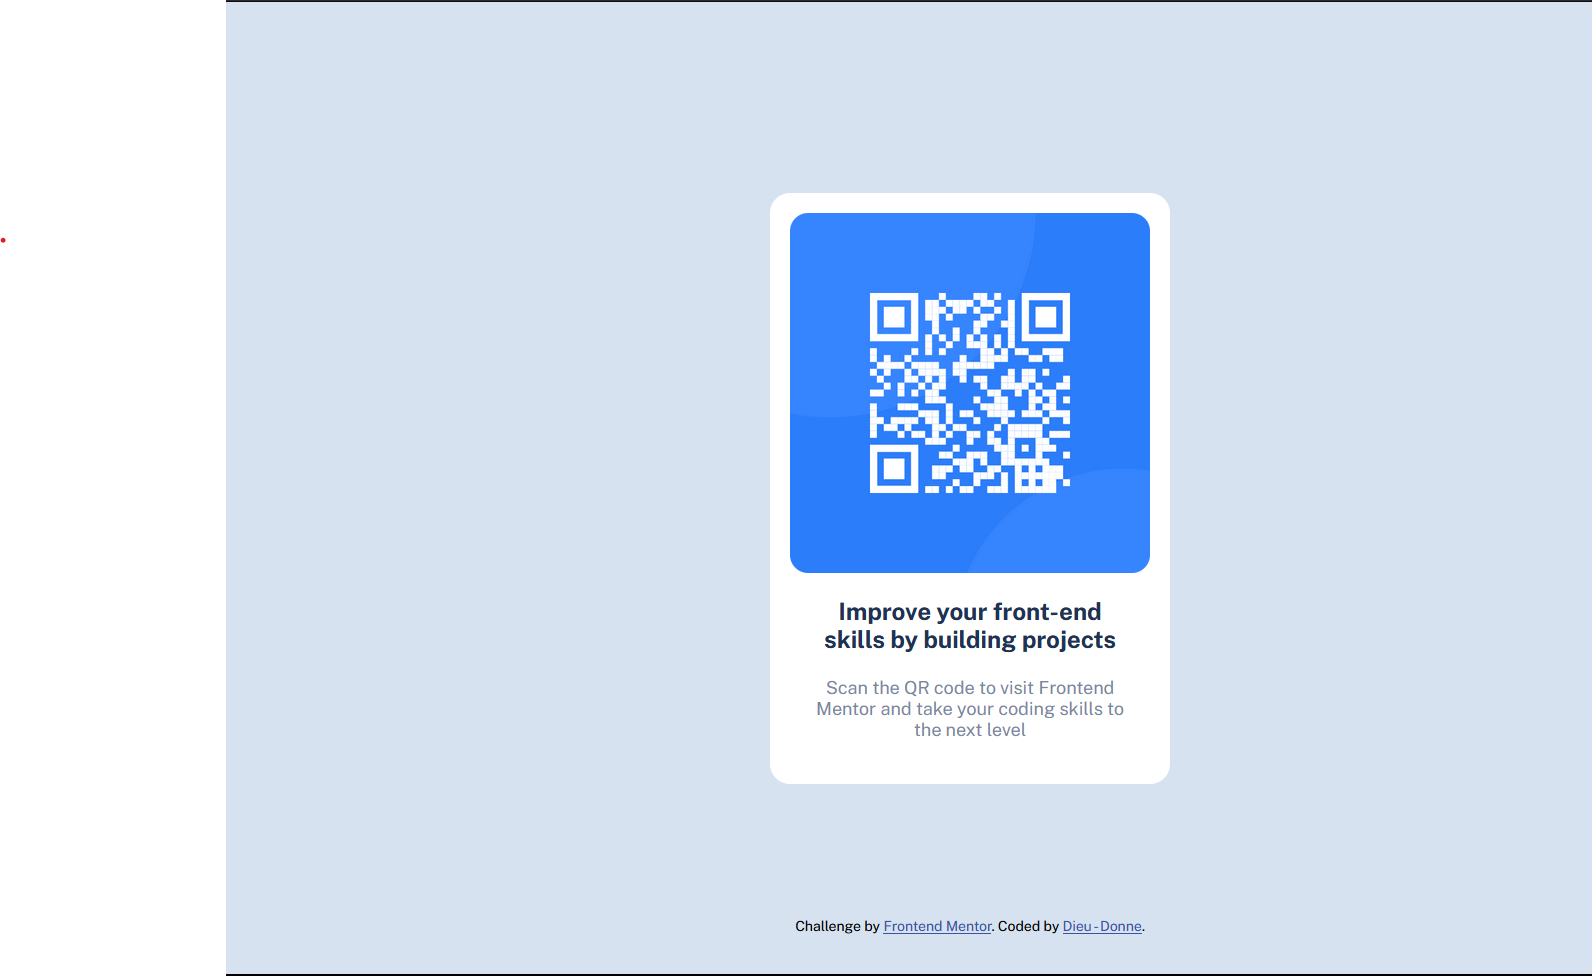 Improve your front-end
skills by building projects
Scan the QR code to visit Frontend
Mentor and take your coding skills to
the next level
Challenge by Frontend Mentor. Coded by Dieu-Donne.